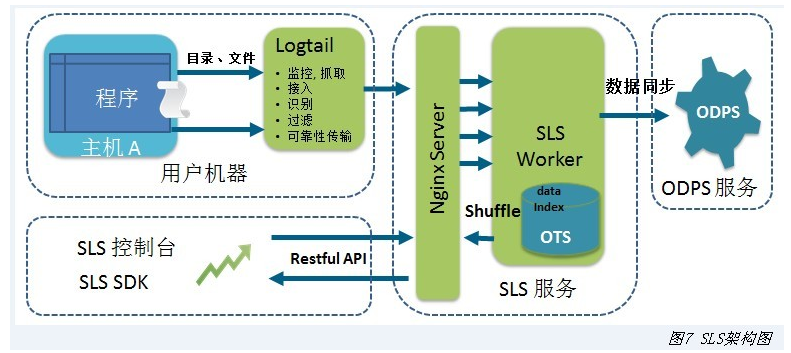 程序
主机 A
目录、文件
Logtail
• 监控, 抓取
• 接入
• 识别
• 过滤
• 可靠性传输
用户机器
Nginx Server
SLS
Worker
data
Index
OTS
Shuffle
SLS 服务
数据同步
ODPS
ODPS 服务
SLS 控制台
SLS SDK
Restful API
图7 SLS架构图